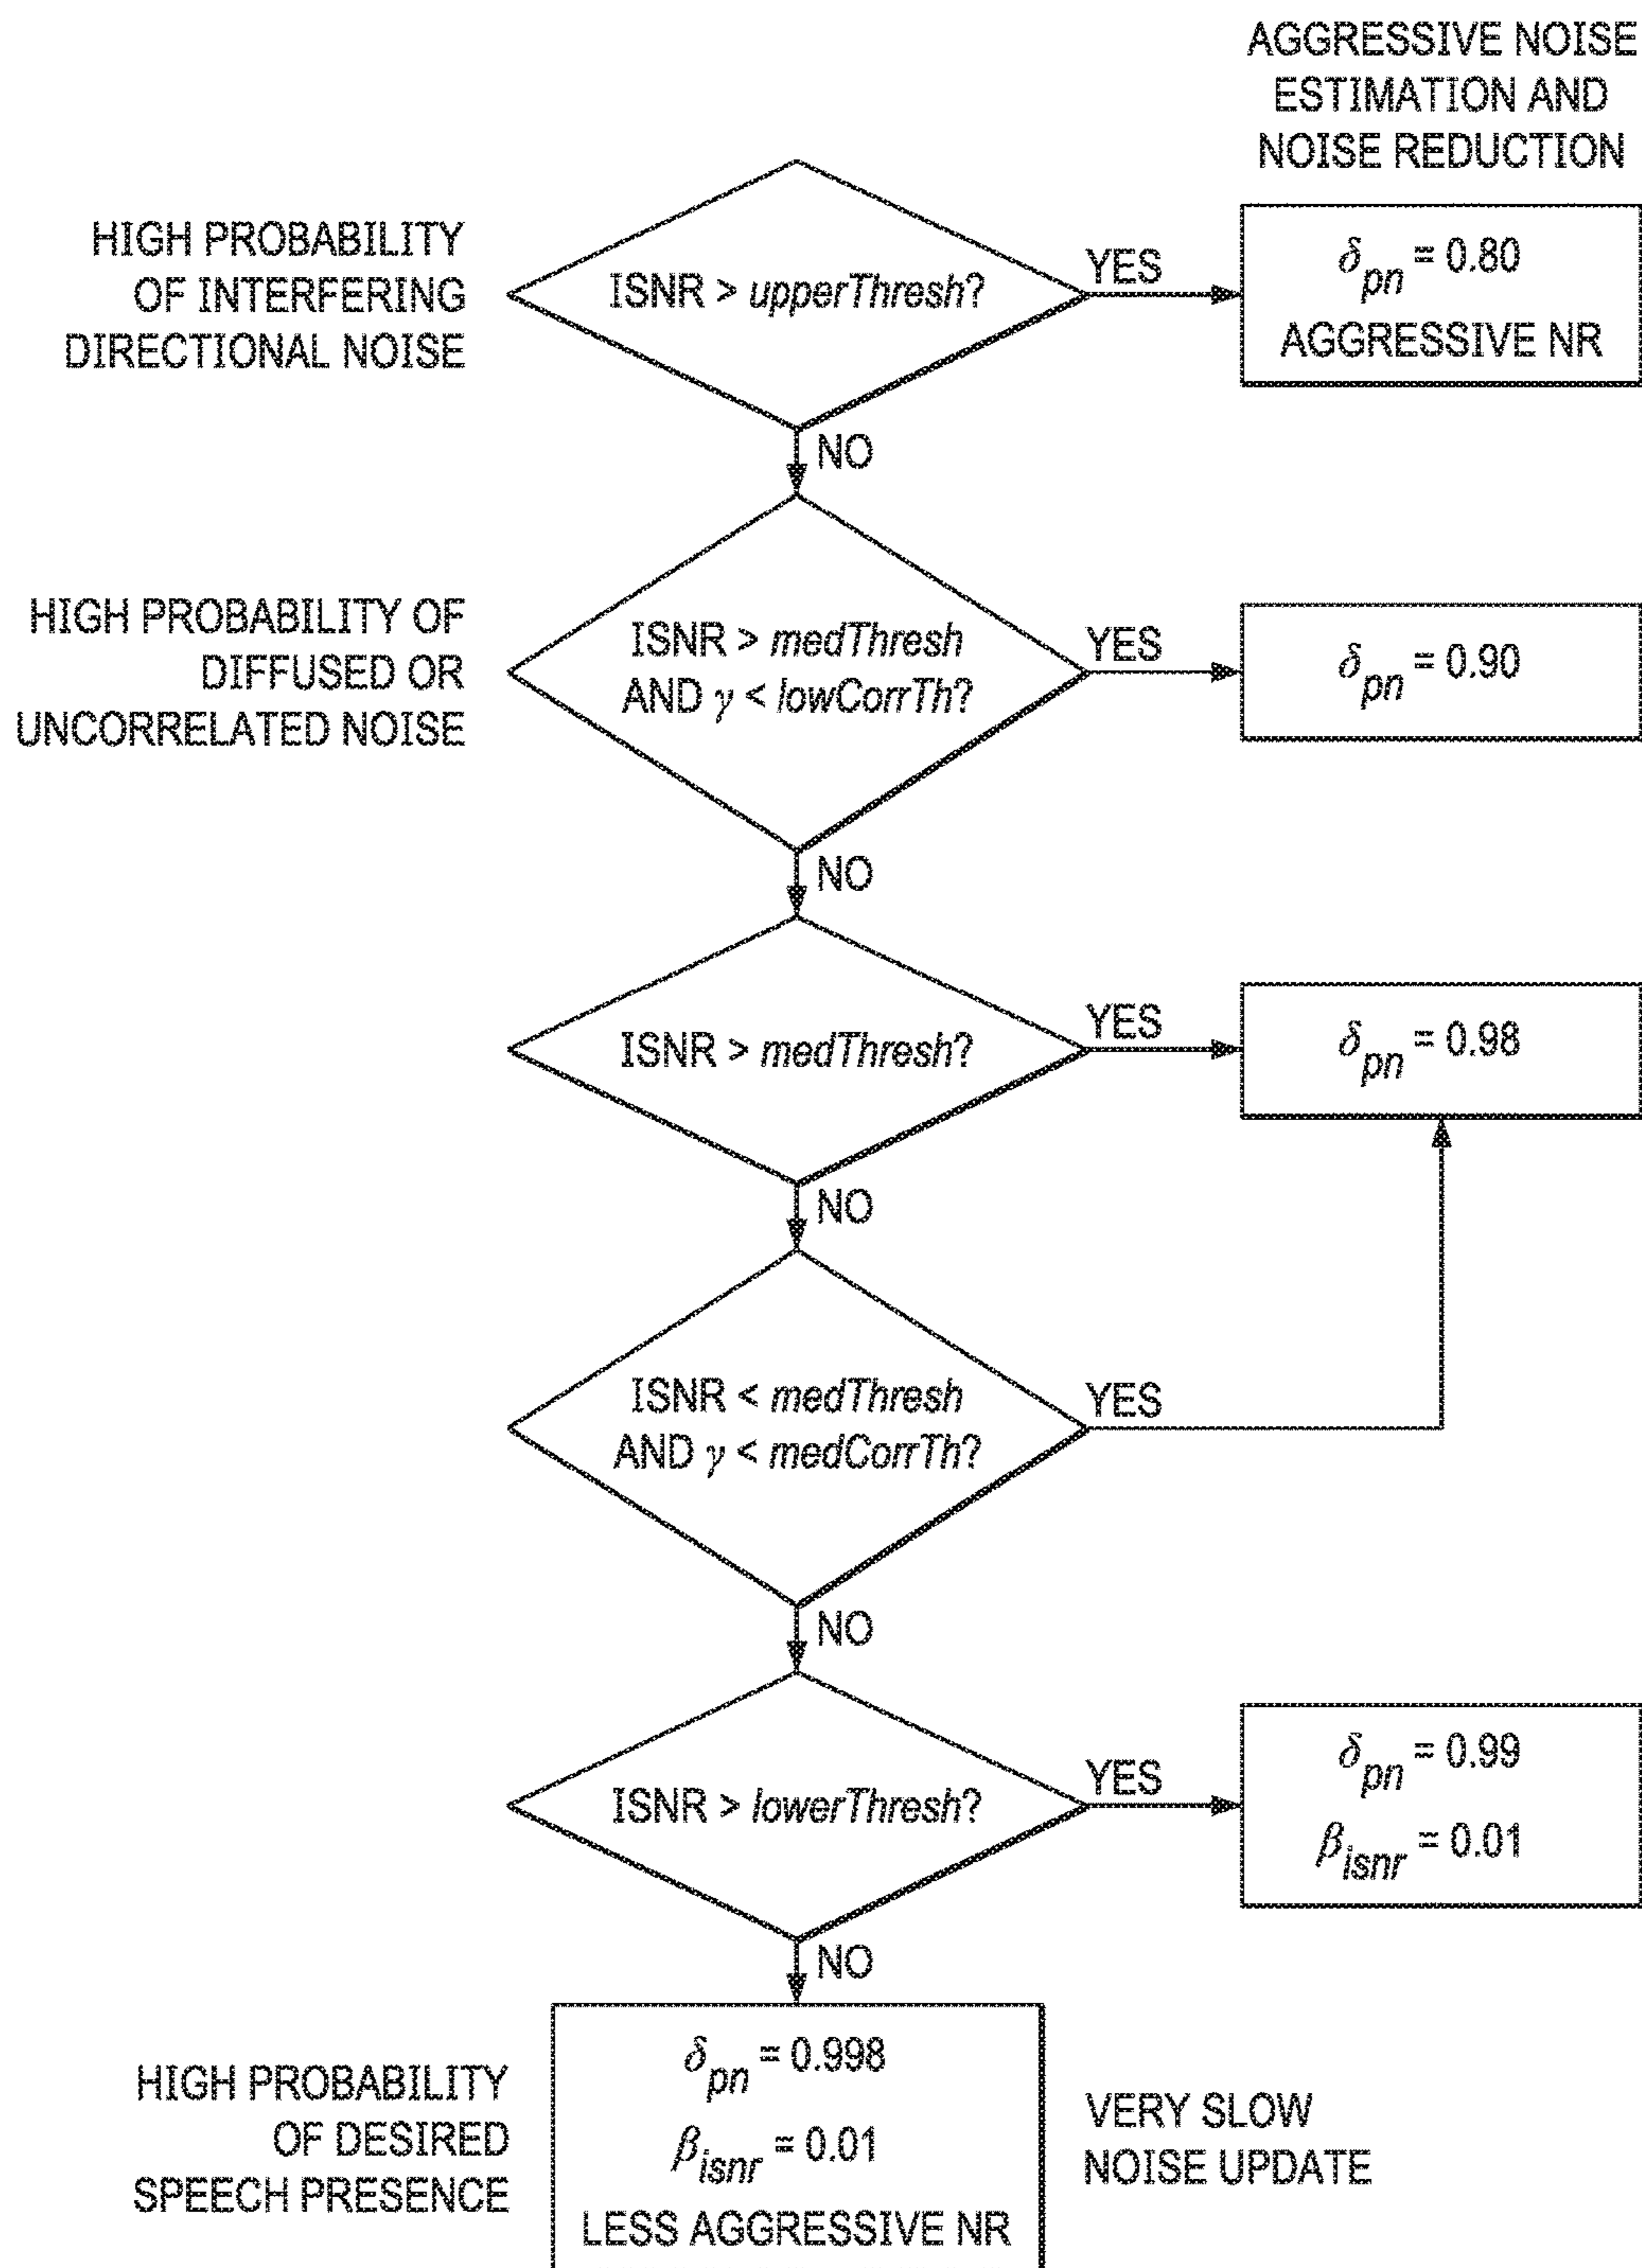 AGGRESSIVE NOISE
ESTIMATION AND
NOISE REDUCTION
HIGH PROBABILITY
OF INTERFERING
DIRECTIONAL NOISE
ISNR > upperThresh?
YES
δpn = 0.80
AGGRESSIVE NR
NO
HIGH PROBABILITY OF
DIFFUSED OR
UNCORRELATED NOISE
ISNR > medThresh
AND γ < lowCorrTh?
YES
δpn = 0.90
NO
ISNR > medThresh?
YES
δpn = 0.98
NO
ISNR < medThresh
AND γ < medCorrTh?
YES
NO
ISNR > lowerThresh?
YES
δpn = 0.99
βisnr = 0.01
NO
HIGH PROBABILITY
OF DESIRED
SPEECH PRESENCE
δpn = 0.998
βisnr = 0.01
LESS AGGRESSIVE NR
VERY SLOW
NOISE UPDATE